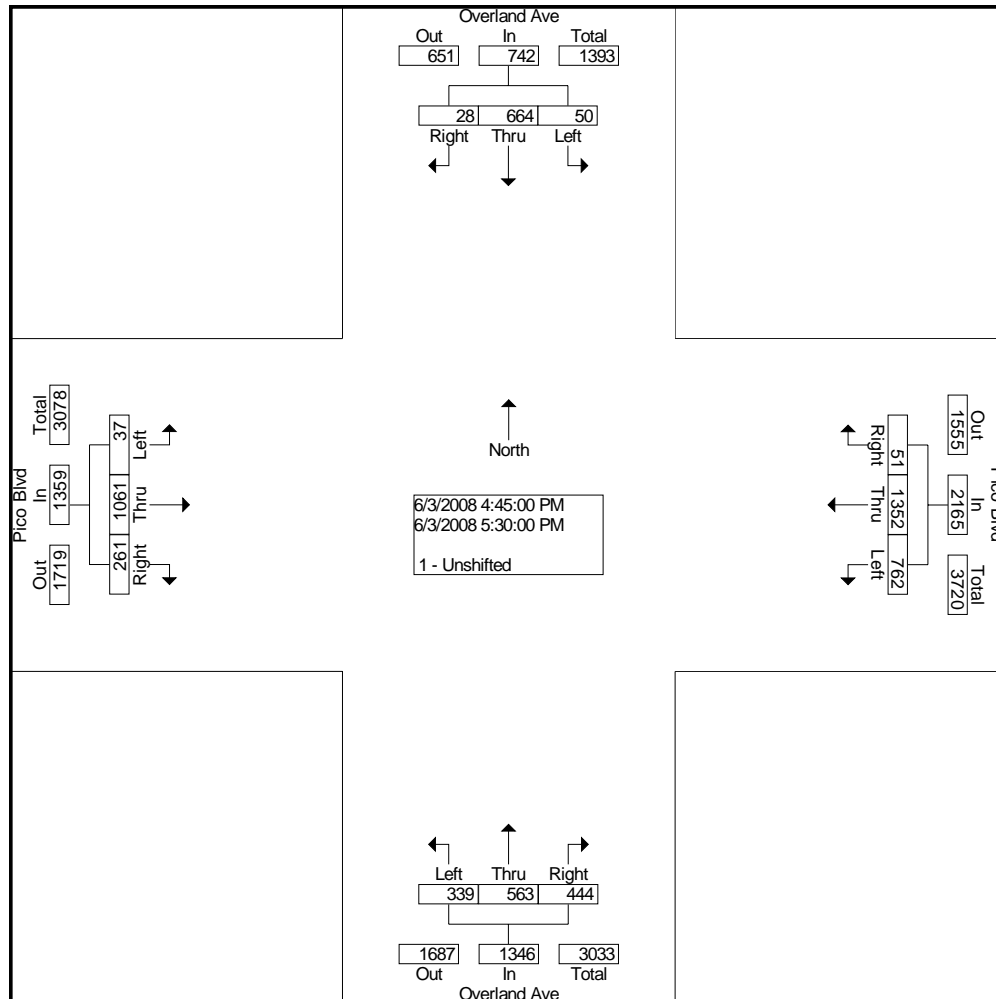 Overland Ave
Out In Total
651 742 1393
28 664 50
Right Thru Left
Total In Out
3078 1359 1719
Pico Blvd
37 1061 261
Left Thru Right
North
6/3/2008 4:45:00 PM
6/3/2008 5:30:00 PM
1 - Unshifted
Right Thru Left
51 1352 762
Out In Total
1555 2165 3720
Pico Blvd
Left Thru Right
339 563 444
1687 1346 3033
Out In Total
Overland Ave